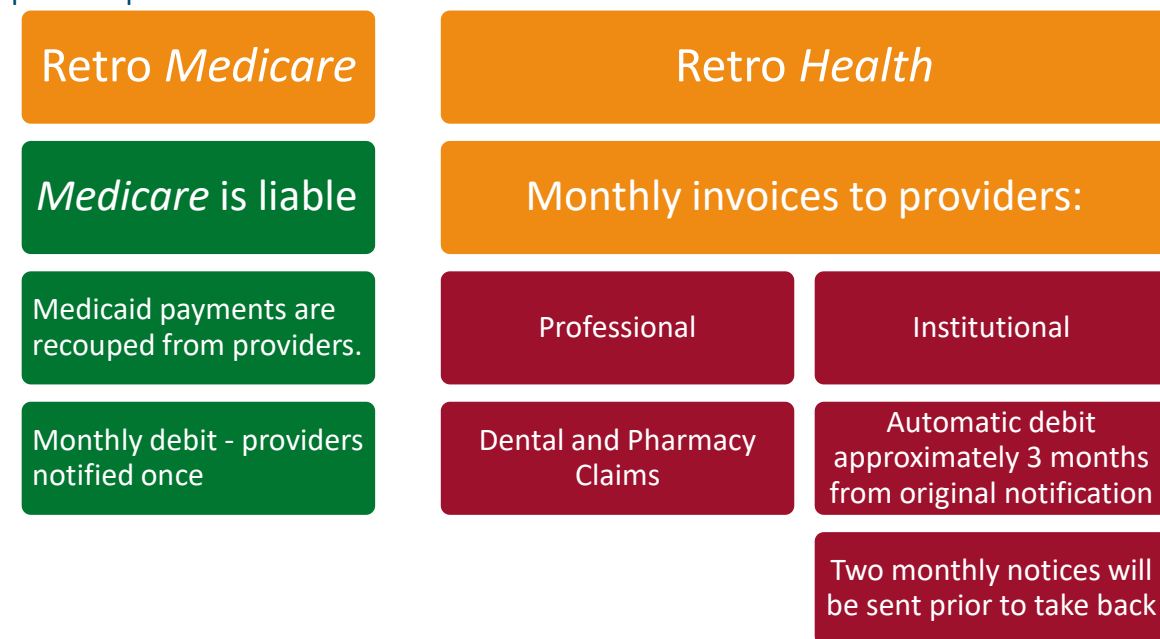 Retro Medicare
Medicare is liable
Medicaid payments are
recouped from providers.
Monthly debit - providers
notified once
Retro Health
Monthly invoices to providers:
Professional
Dental and Pharmacy
Claims
Institutional
Automatic debit
approximately 3 months
from original notification
Two monthly notices will
be sent prior to take back